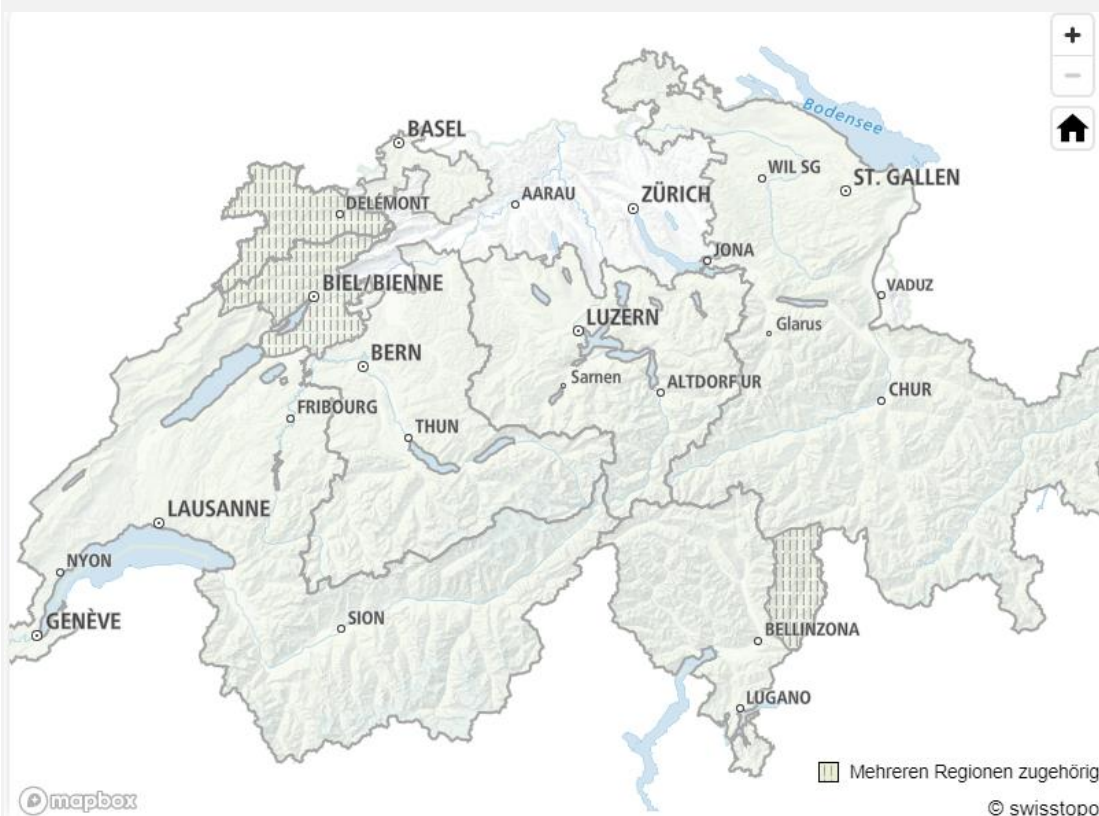 +
−
Bodensee
BASEL
WIL SG
ST. GALLEN
AARAU
ZÜRICH
DELÉMONT
JONA
BIEL/BIENNE
VADUZ
LUZERN
Glarus
BERN
Sarnen
ALTDORF UR
CHUR
FRIBOURG
THUN
LAUSANNE
NYON
GENÈVE
SION
BELLINZONA
LUGANO
Mehreren Regionen zugehörig
mapbox
© swisstopo